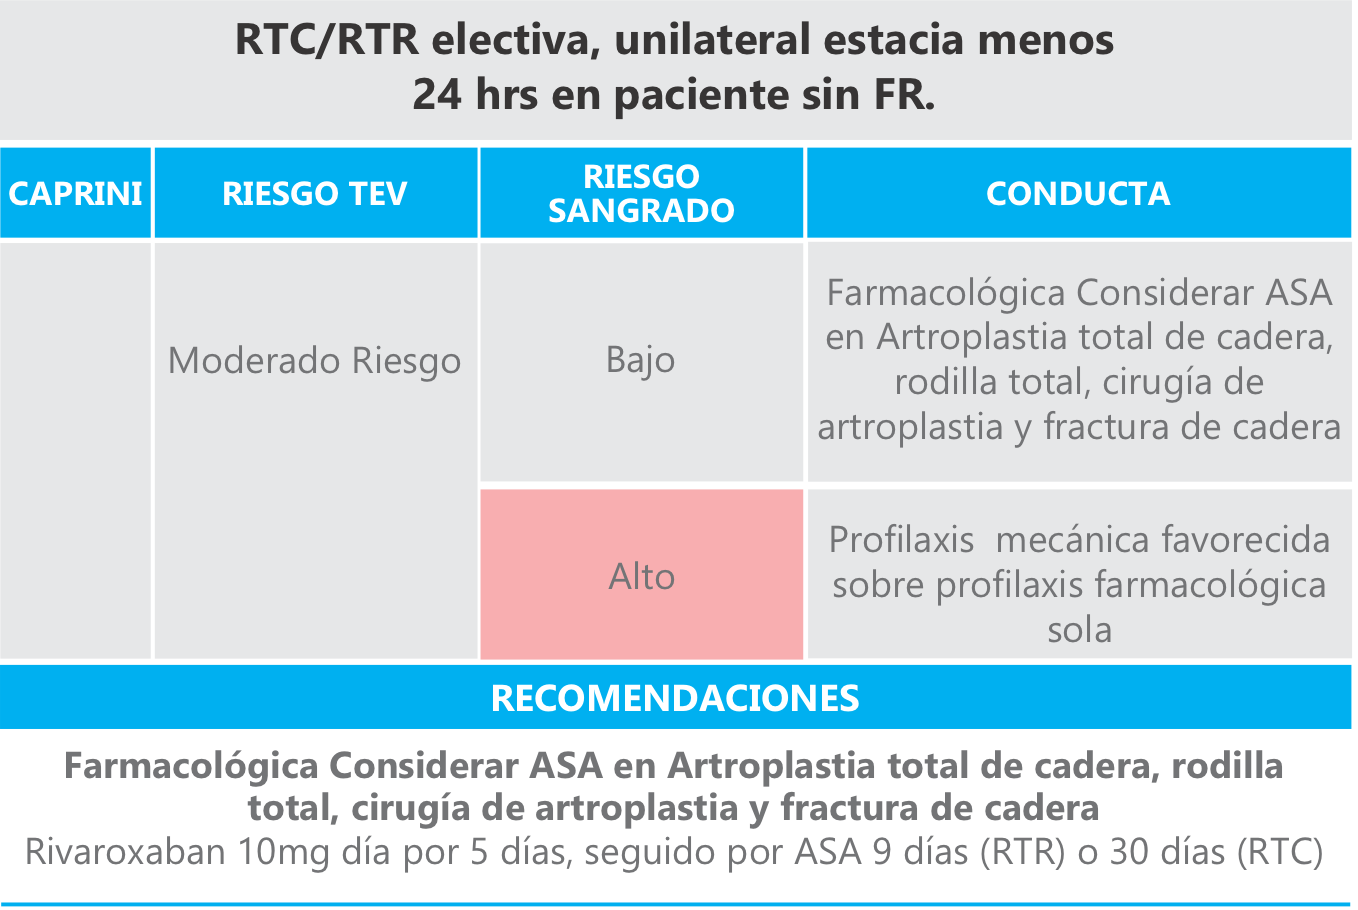 RTC/RTR electiva, unilateral estacia menos
24 hrs en paciente sin FR.
CAPRINI
RIESGO TEV
RIESGO
SANGRADO
CONDUCTA
Moderado Riesgo
Bajo
Farmacológica Considerar ASA
en Artroplastia total de cadera,
rodilla total, cirugía de
artroplastia y fractura de cadera
Alto
Profilaxis mecánica favorecida
sobre profilaxis farmacológica
sola
RECOMENDACIONES
Farmacológica Considerar ASA en Artroplastia total de cadera, rodilla
total, cirugía de artroplastia y fractura de cadera
Rivaroxaban 10mg día por 5 días, seguido por ASA 9 días (RTR) o 30 días (RTC)